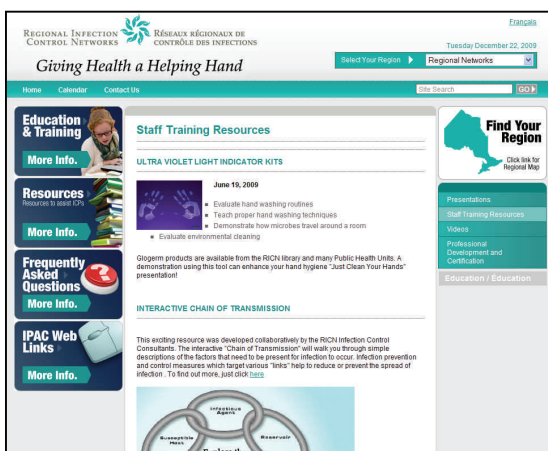 Français
REGIONAL INFECTION
CONTROL NETWORKS
RÉSEAUX RÉGIONAUX DE
CONTRÔLE DES INFECTIONS
Tuesday December 22, 2009
Giving Health a Helping Hand
Select Your Region
Regional Networks
Home
Calendar
Contact Us
Site Search
GO
Education
& Training
More Info.
Resources
Resources to assist ICPs
More Info.
Frequently
Asked
Questions
More Info.
IPAC Web
Links
More Info.
Staff Training Resources
ULTRA VIOLET LIGHT INDICATOR KITS
June 19, 2009
Evaluate hand washing routines
Teach proper hand washing techniques
Demonstrate how microbes travel around a room
Evaluate environmental cleaning
Glogerm products are available from the RICN library and many Public Health Units. A
demonstration using this tool can enhance your hand hygiene "Just Clean Your Hands"
presentation!
INTERACTIVE CHAIN OF TRANSMISSION
This exciting resource was developed collaboratively by the RICN Infection Control
Consultants. The interactive "Chain of Transmission" will walk you through simple
descriptions of the factors that need to be present for infection to occur. Infection prevention
and control measures which target various "links" help to reduce or prevent the spread of
infection . To find out more, just click here
Infectious
Agent
Susceptible
Host
Reservoir
Explore the
Find Your
Region
Click link for
Regional Map
Presentations
Staff Training Resources
Videos
Professional
Development and
Certification
Education / Éducation